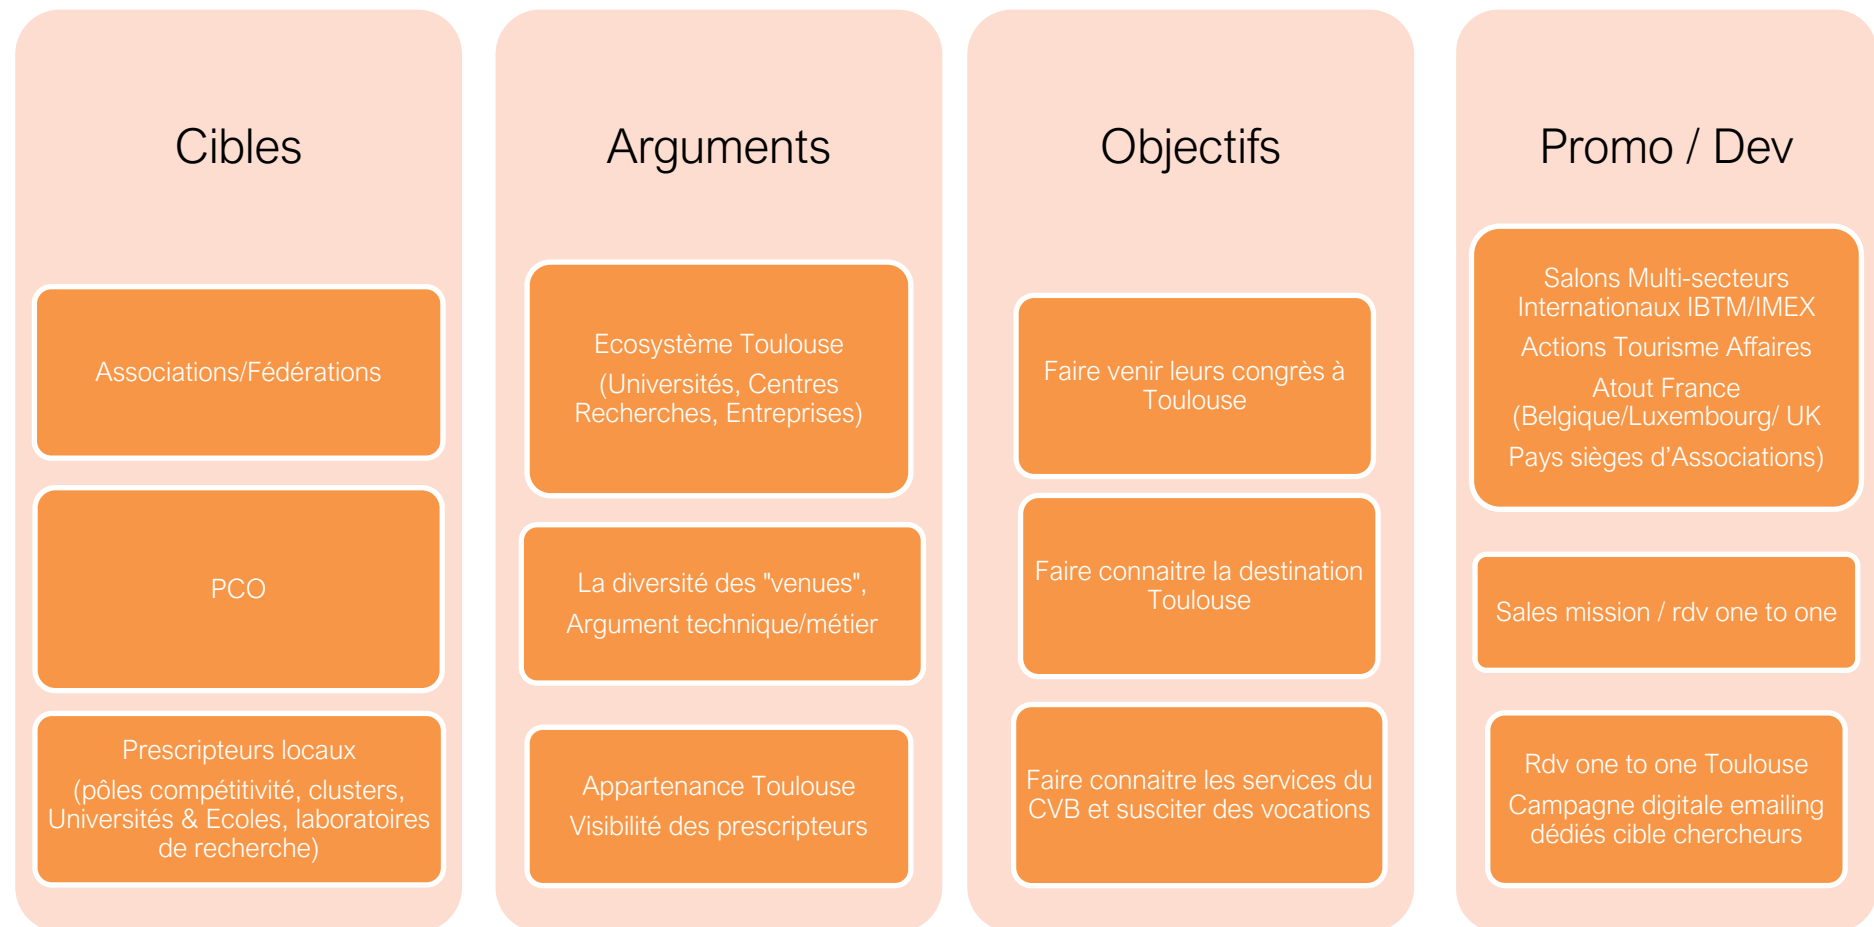 Cibles
Associations/Fédérations
PCO
Prescripteurs locaux
(pôles compétitivité, clusters,
Universités & Ecoles, laboratoires
de recherche)
Arguments
Ecosystème Toulouse
(Universités, Centres
Recherches, Entreprises)
La diversité des "venues",
Argument technique/métier
Appartenance Toulouse
Visibilité des prescripteurs
Objectifs
Faire venir leurs congrès à
Toulouse
Faire connaitre la destination
Toulouse
Faire connaitre les services du
CVB et susciter des vocations
Promo / Dev
Salons Multi-secteurs
Internationaux IBTM/IMEX
Actions Tourisme Affaires
Atout France
(Belgique/Luxembourg/ UK
Pays sièges d’Associations)
Sales mission / rdv one to one
Rdv one to one Toulouse
Campagne digitale emailing
dédiés cible chercheurs